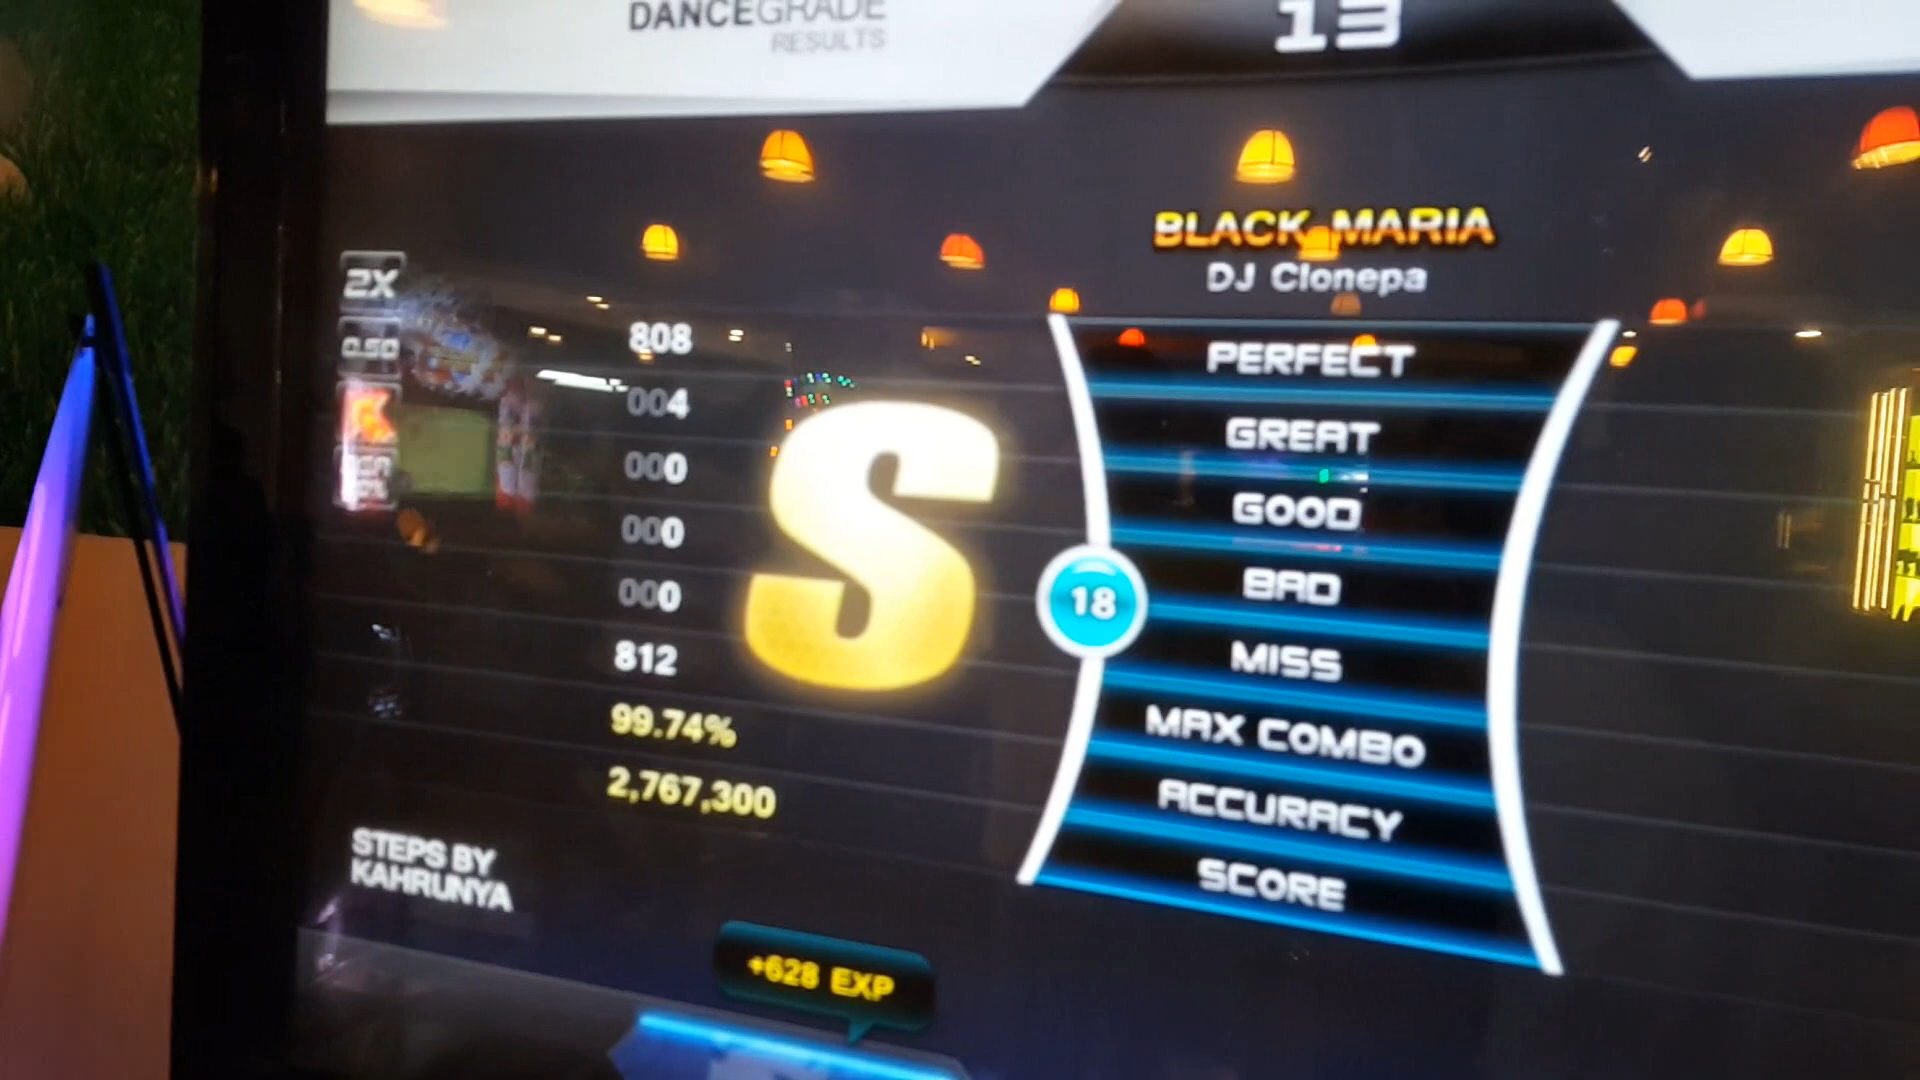 DANCEGRADE
RESULTS
13
BLACK MARIA
DJ Clonepa
2X
0.50
808
PERFECT
004
GREAT
000
GOOD
000
BAD
000
MISS
812
MAX COMBO
99.74%
ACCURACY
2,767,300
SCORE
S
18
STEPS BY
KAHRUNYA
+628 EXP